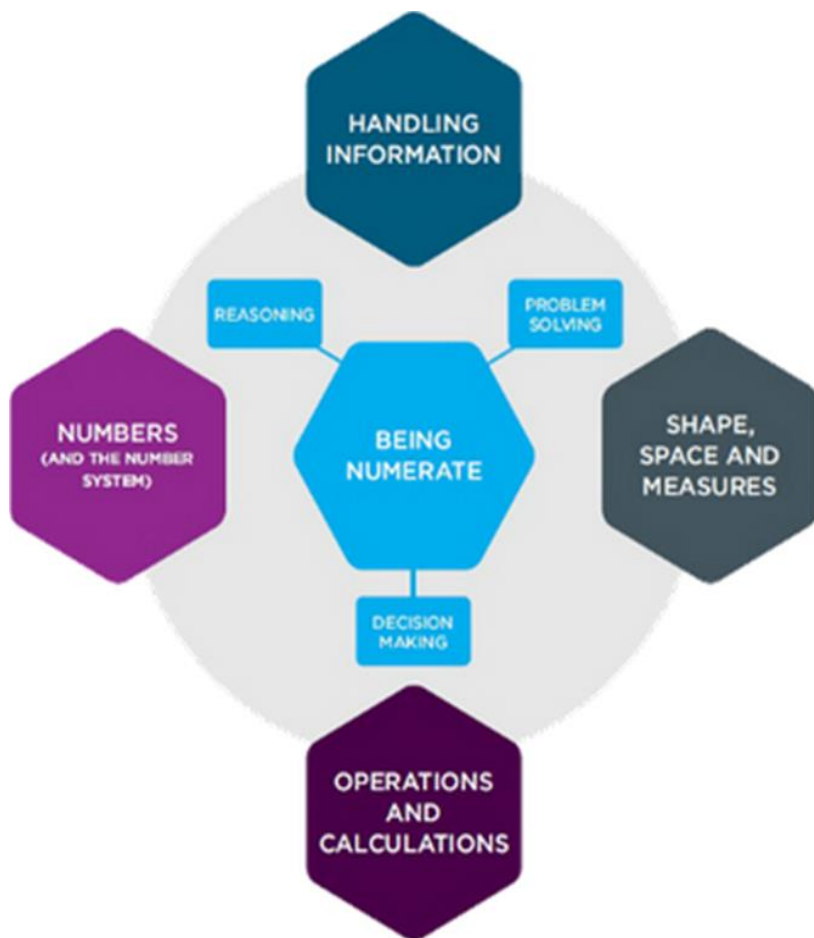 HANDLING
INFORMATION
REASONING
PROBLEM
SOLVING
NUMBERS
(AND THE NUMBER
SYSTEM)
BEING
NUMERATE
SHAPE,
SPACE AND
MEASURES
DECISION
MAKING
OPERATIONS
AND
CALCULATIONS